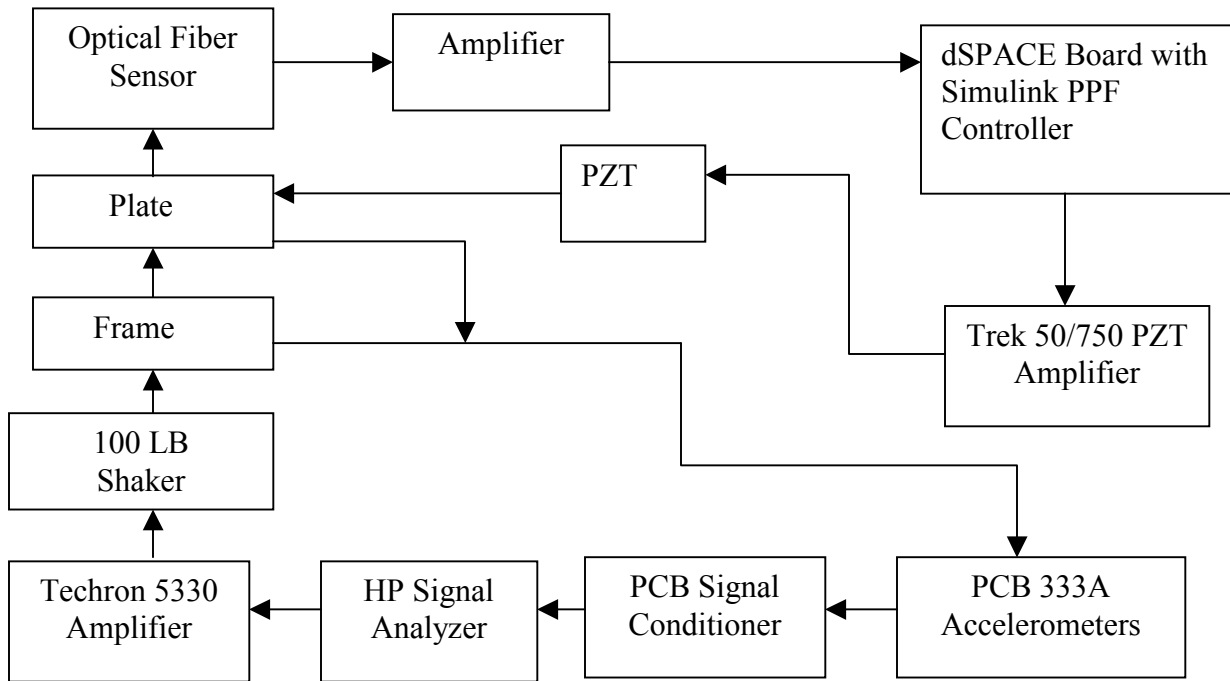 Optical Fiber
Sensor
Amplifier
dSPACE Board with
Simulink PPF
Controller
PZT
Plate
Frame
Trek 50/750 PZT
Amplifier
100 LB
Shaker
Techron 5330
Amplifier
HP Signal
Analyzer
PCB Signal
Conditioner
PCB 333A
Accelerometers